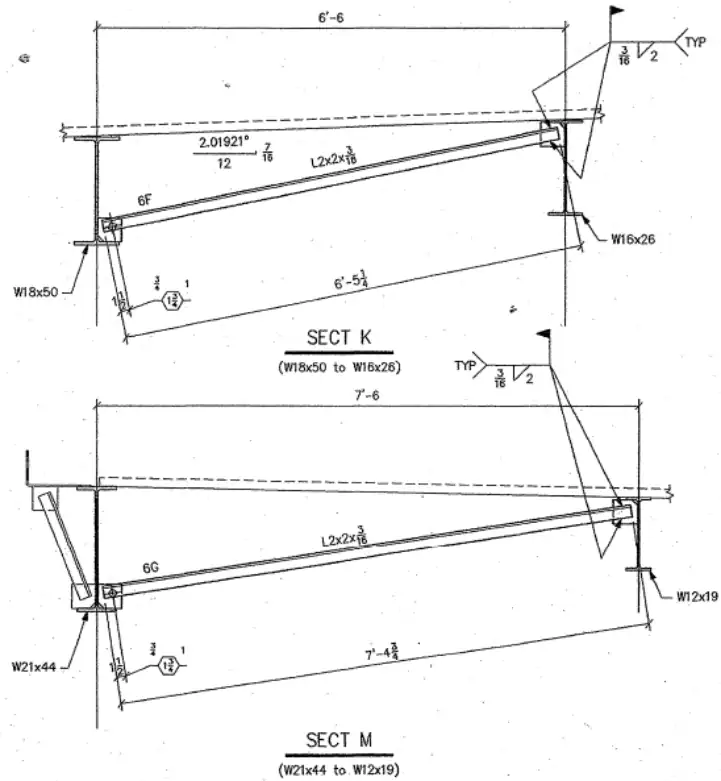 6'-6
3/16 2 TYP
2.01921°
12 7/16
L2x2x3/16
6F
W16x26
W18x50
3/4 1
1 1/2 1 3/4
6'-5 1/4
SECT K
(W18x50 to W16x26)
TYP 3/16 2
7'-6
L2x2x3/16
6G
W12x19
W21x44
3/4 1
1 1/2 1 3/4
7'-4 3/4
SECT M
(W21x44 to W12x19)